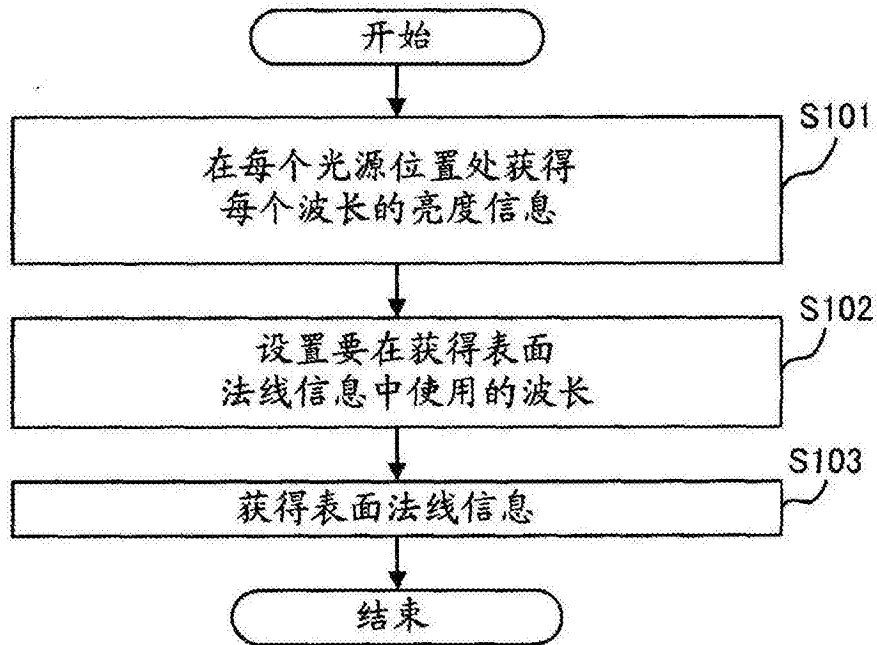 开始
S101
在每个光源位置处获得
每个波长的亮度信息
S102
设置要在获得表面
法线信息中使用的波长
S103
获得表面法线信息
结束